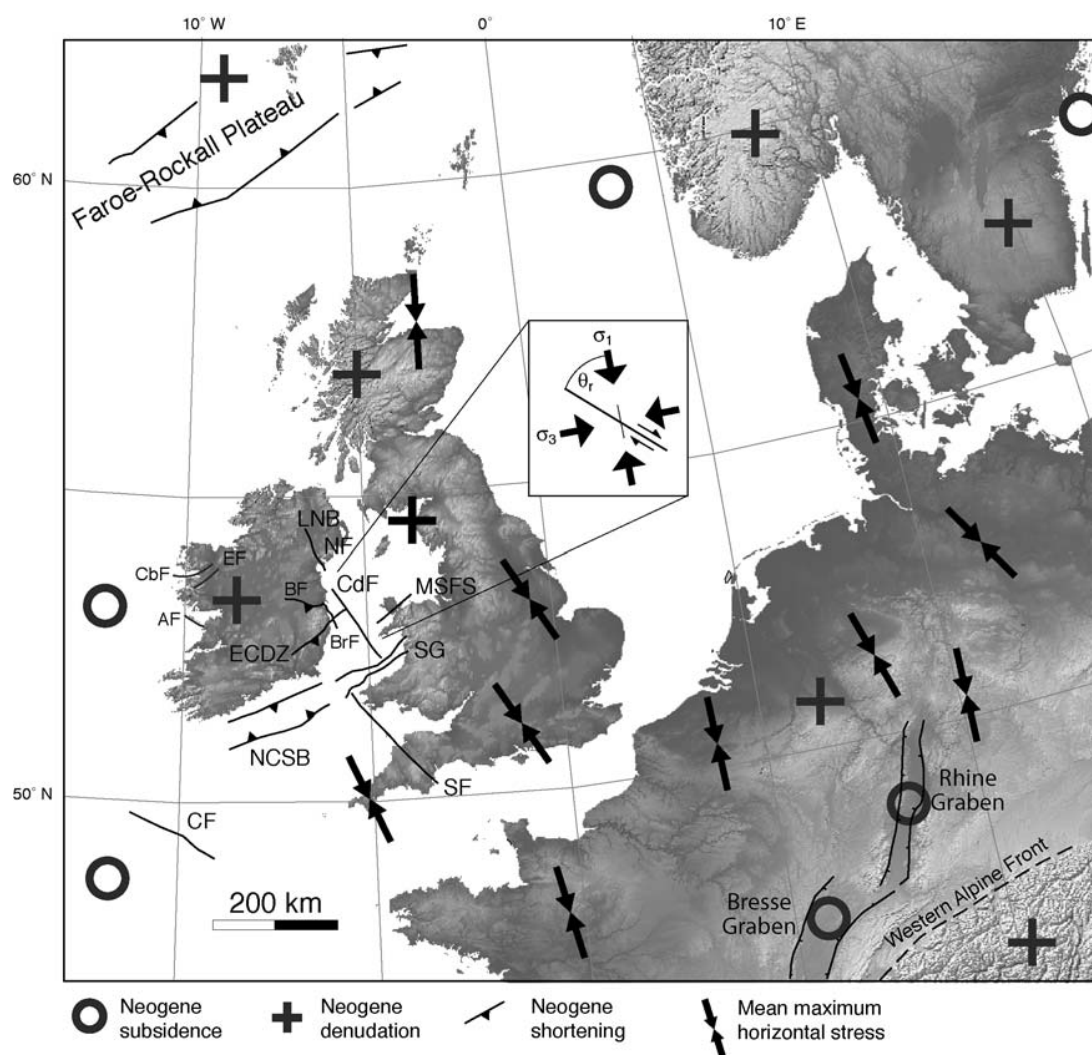 10° W
0°
10° E
Faroe-Rockall Plateau
60° N
σ1
θr
σ3
LNB
NF
EF
CbF
CdF
MSFS
BF
AF
BrF
SG
ECDZ
NCSB
SF
50° N
CF
Rhine
Graben
Western Alpine Front
Bresse
Graben
200 km
Neogene
subsidence
Neogene
denudation
Neogene
shortening
Mean maximum
horizontal stress